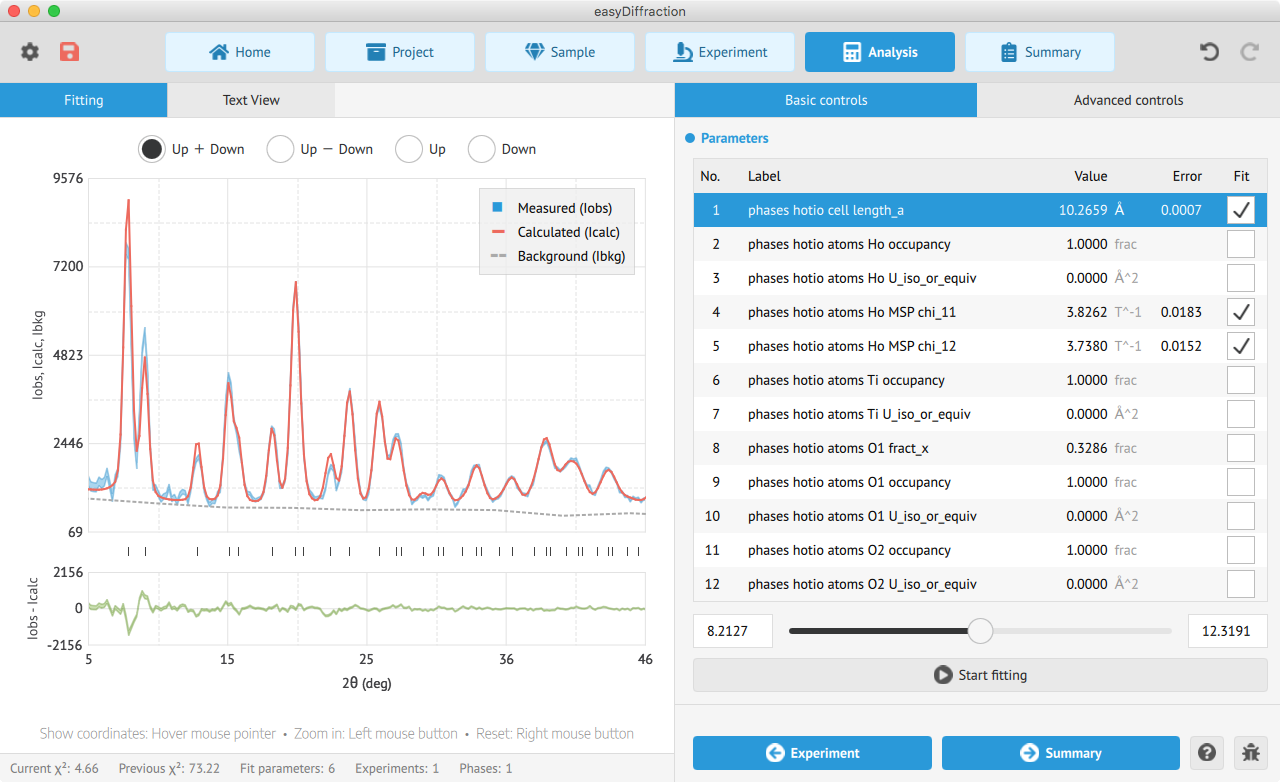 easyDiffraction
Home
Project
Sample
Experiment
Analysis
Summary
Fitting
Text View
Basic controls
Advanced controls
Up + Down
Up − Down
Up
Down
Measured (Iobs)
Calculated (Icalc)
Background (Ibkg)
9576
7200
4823
2446
69
Iobs, Icalc, Ibkg
2156
0
-2156
Iobs - Icalc
5 15 25 36 46
2θ (deg)
Show coordinates: Hover mouse pointer • Zoom in: Left mouse button • Reset: Right mouse button
Current χ²: 4.66 Previous χ²: 73.22 Fit parameters: 6 Experiments: 1 Phases: 1
Parameters
No. Label Value Error Fit
1 phases hotio cell length_a 10.2659 Å 0.0007
2 phases hotio atoms Ho occupancy 1.0000 frac
3 phases hotio atoms Ho U_iso_or_equiv 0.0000 Å^2
4 phases hotio atoms Ho MSP chi_11 3.8262 T^-1 0.0183
5 phases hotio atoms Ho MSP chi_12 3.7380 T^-1 0.0152
6 phases hotio atoms Ti occupancy 1.0000 frac
7 phases hotio atoms Ti U_iso_or_equiv 0.0000 Å^2
8 phases hotio atoms O1 fract_x 0.3286 frac
9 phases hotio atoms O1 occupancy 1.0000 frac
10 phases hotio atoms O1 U_iso_or_equiv 0.0000 Å^2
11 phases hotio atoms O2 occupancy 1.0000 frac
12 phases hotio atoms O2 U_iso_or_equiv 0.0000 Å^2
8.2127
12.3191
Start fitting
Experiment
Summary